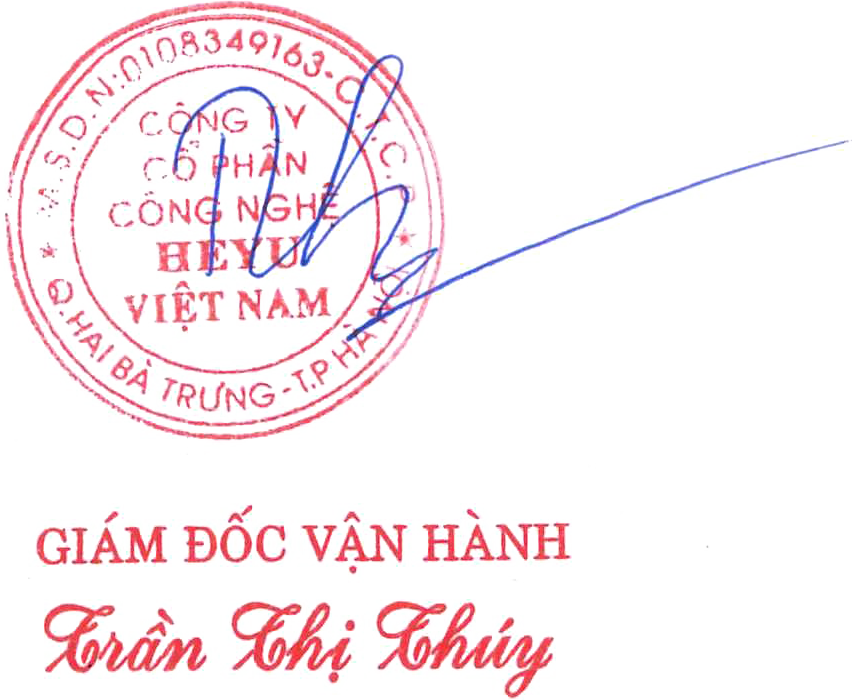 M.S.D.N:0108349163-C.T.C.P
CÔNG TY
CỔ PHẦN
CÔNG NGHỆ
HEYU
VIỆT NAM
Q.HAI BÀ TRƯNG-T.P HÀ NỘI
GIÁM ĐỐC VẬN HÀNH
Trần Thị Thúy